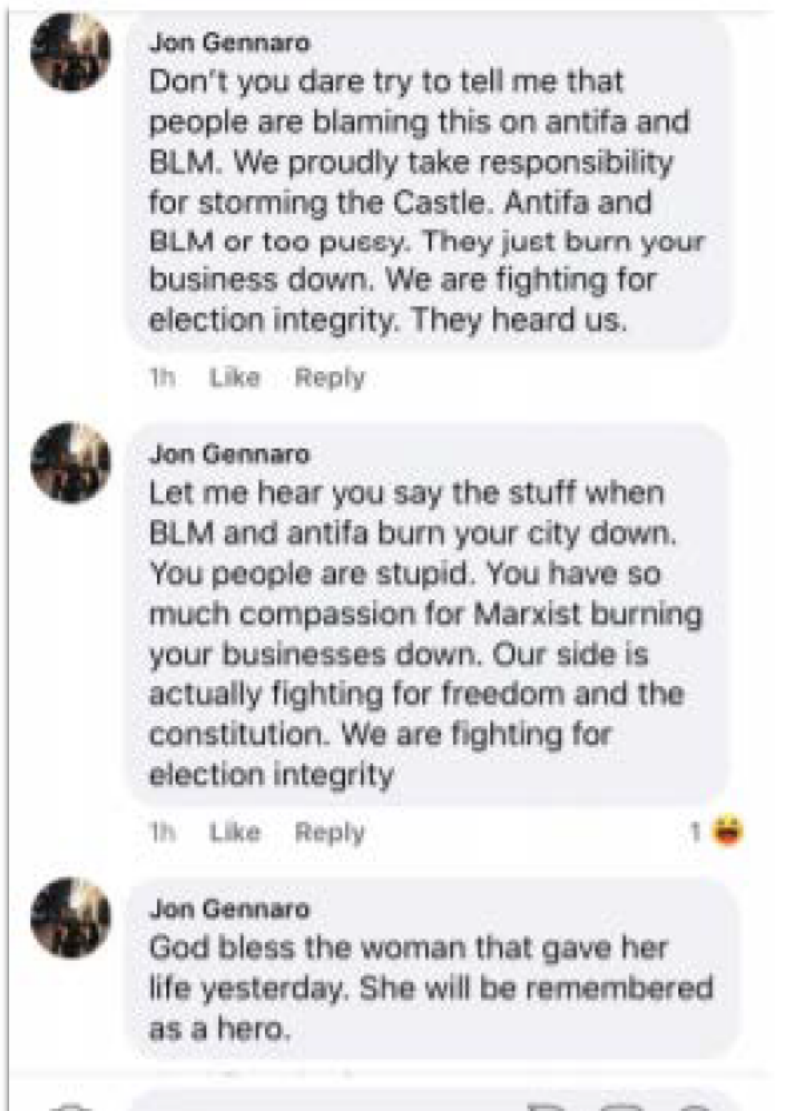 Jon Gennaro
Don't you dare try to tell me that
people are blaming this on antifa and
BLM. We proudly take responsibility
for storming the Castle. Antifa and
BLM or too pussy. They just burn your
business down. We are fighting for
election integrity. They heard us.
1h Like Reply
Jon Gennaro
Let me hear you say the stuff when
BLM and antifa burn your city down.
You people are stupid. You have so
much compassion for Marxist burning
your businesses down. Our side is
actually fighting for freedom and the
constitution. We are fighting for
election integrity
1h Like Reply 1
Jon Gennaro
God bless the woman that gave her
life yesterday. She will be remembered
as a hero.